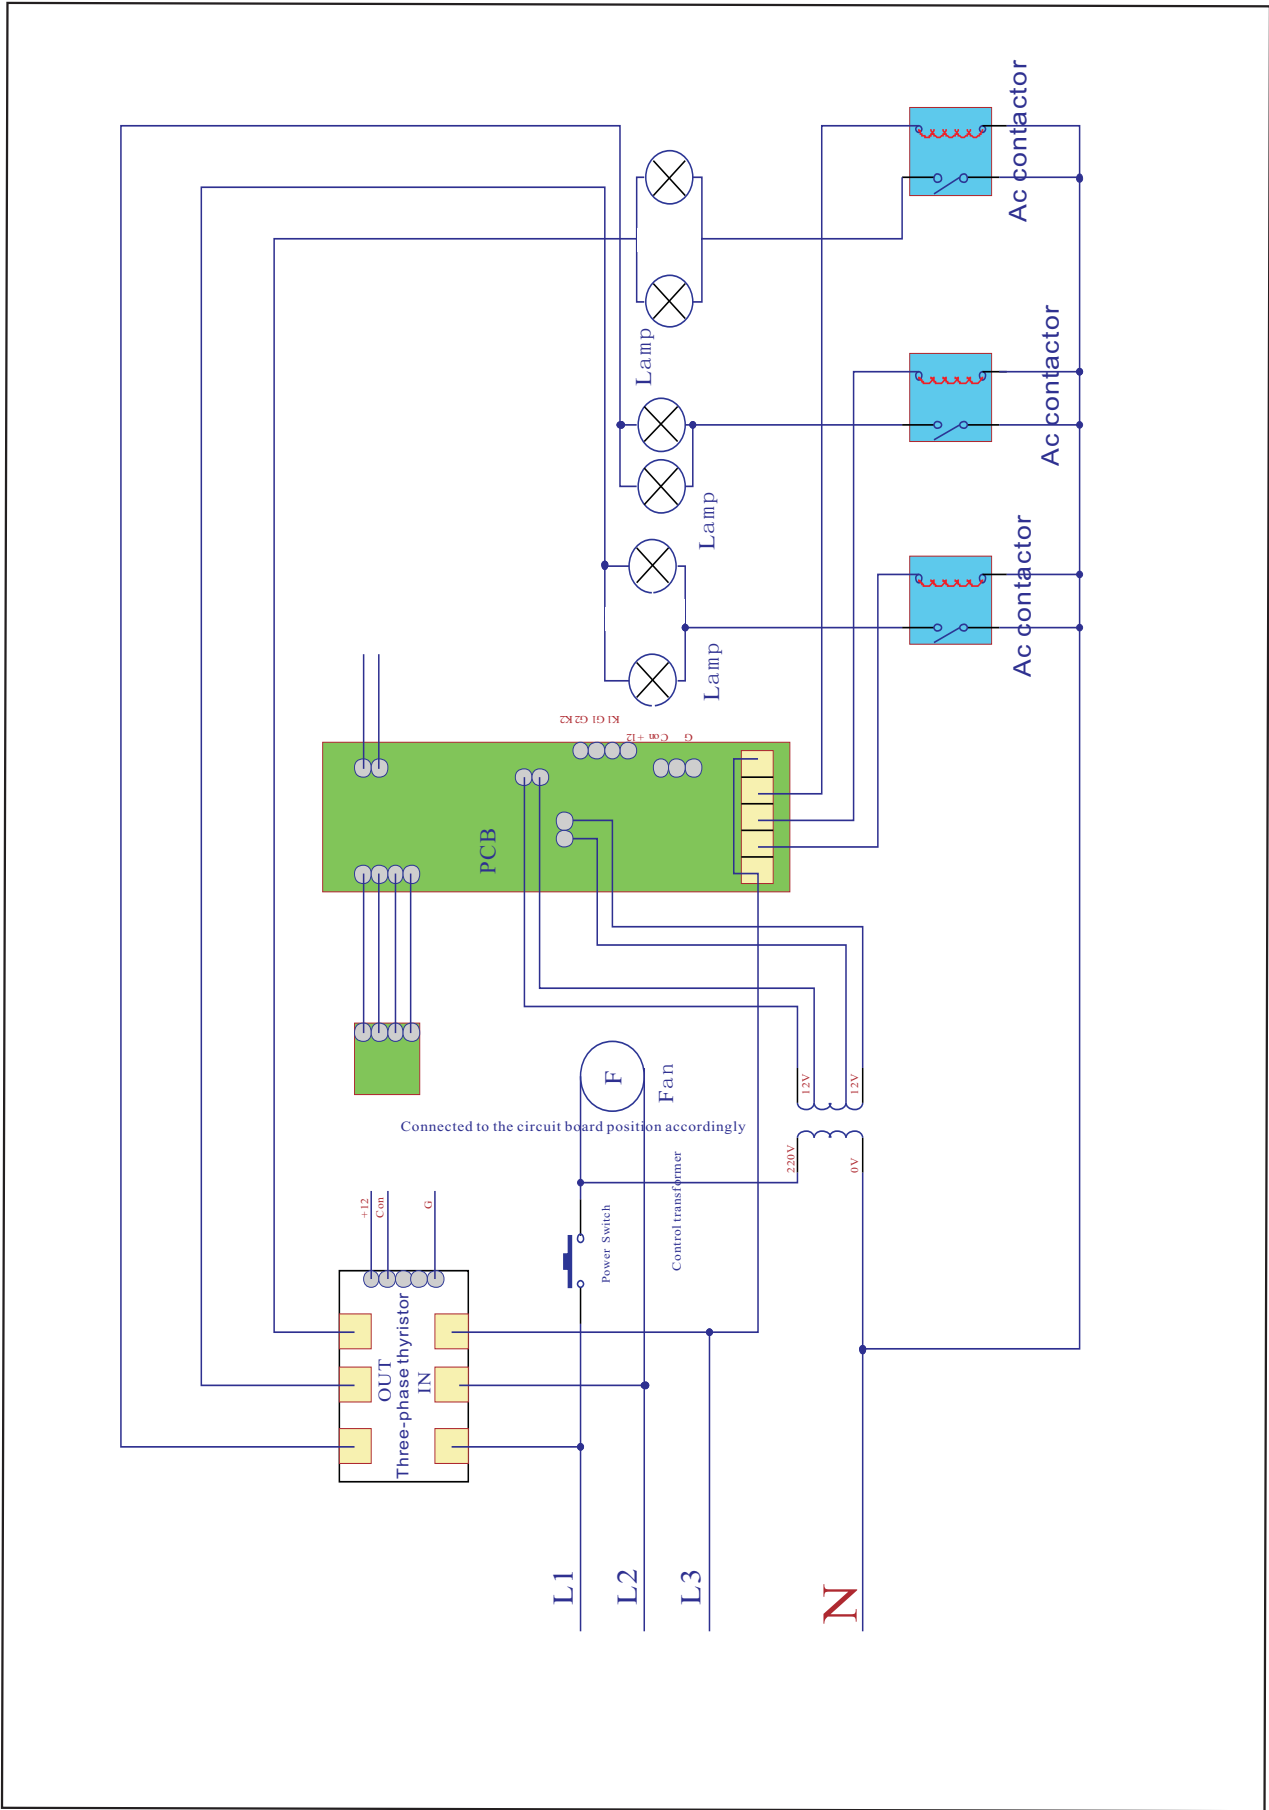 Ac contactor
Lamp
Ac contactor
Lamp
Ac contactor
Lamp
K1 G1 G2 K2
+12 Con G
PCB
F
Fan
12V
12V
Connected to the circuit board position accordingly
220V
0V
Control transformer
Power Switch
+12
Con
G
OUT
Three-phase thyristor
IN
L1
L2
L3
N